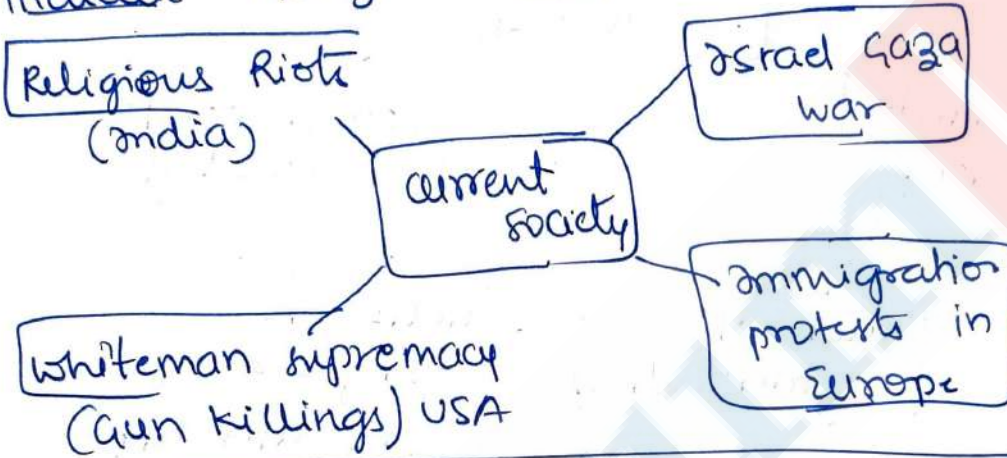 Religious Riots
(India)
Israel Gaza
war
current
society
Immigration
protests in
Europe
whiteman supremacy
(Gun Killings) USA